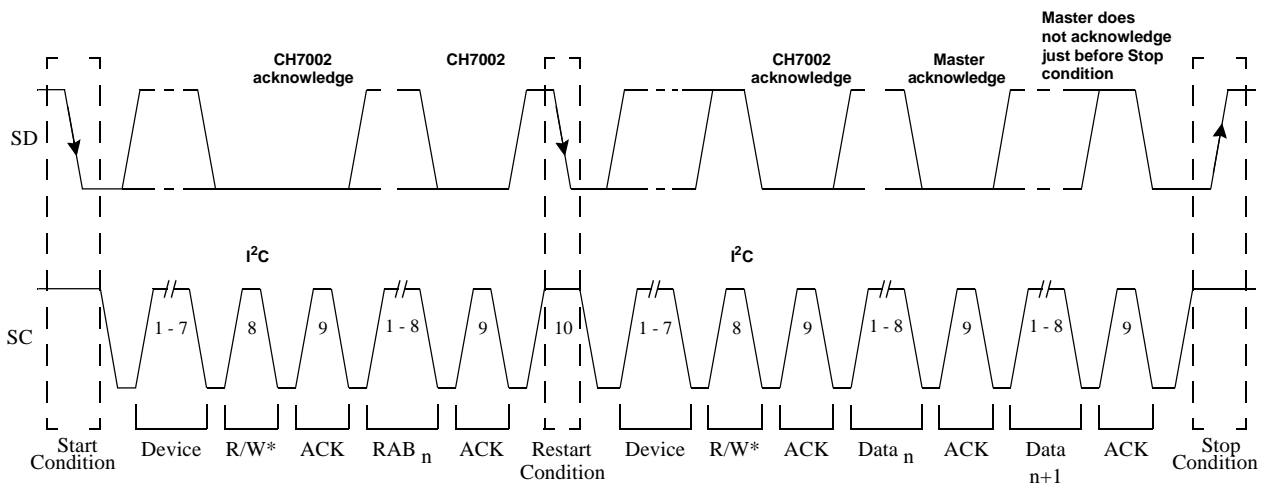 Master does
not acknowledge
just before Stop
condition
CH7002
acknowledge
CH7002
CH7002
acknowledge
Master
acknowledge
SD
I²C
I²C
SC
1 - 7
8
9
1 - 8
9
10
1 - 7
8
9
1 - 8
9
1 - 8
9
Start
Condition
Device
R/W*
ACK
RAB n
ACK
Restart
Condition
Device
R/W*
ACK
Data n
ACK
Data
n+1
ACK
Stop
Condition